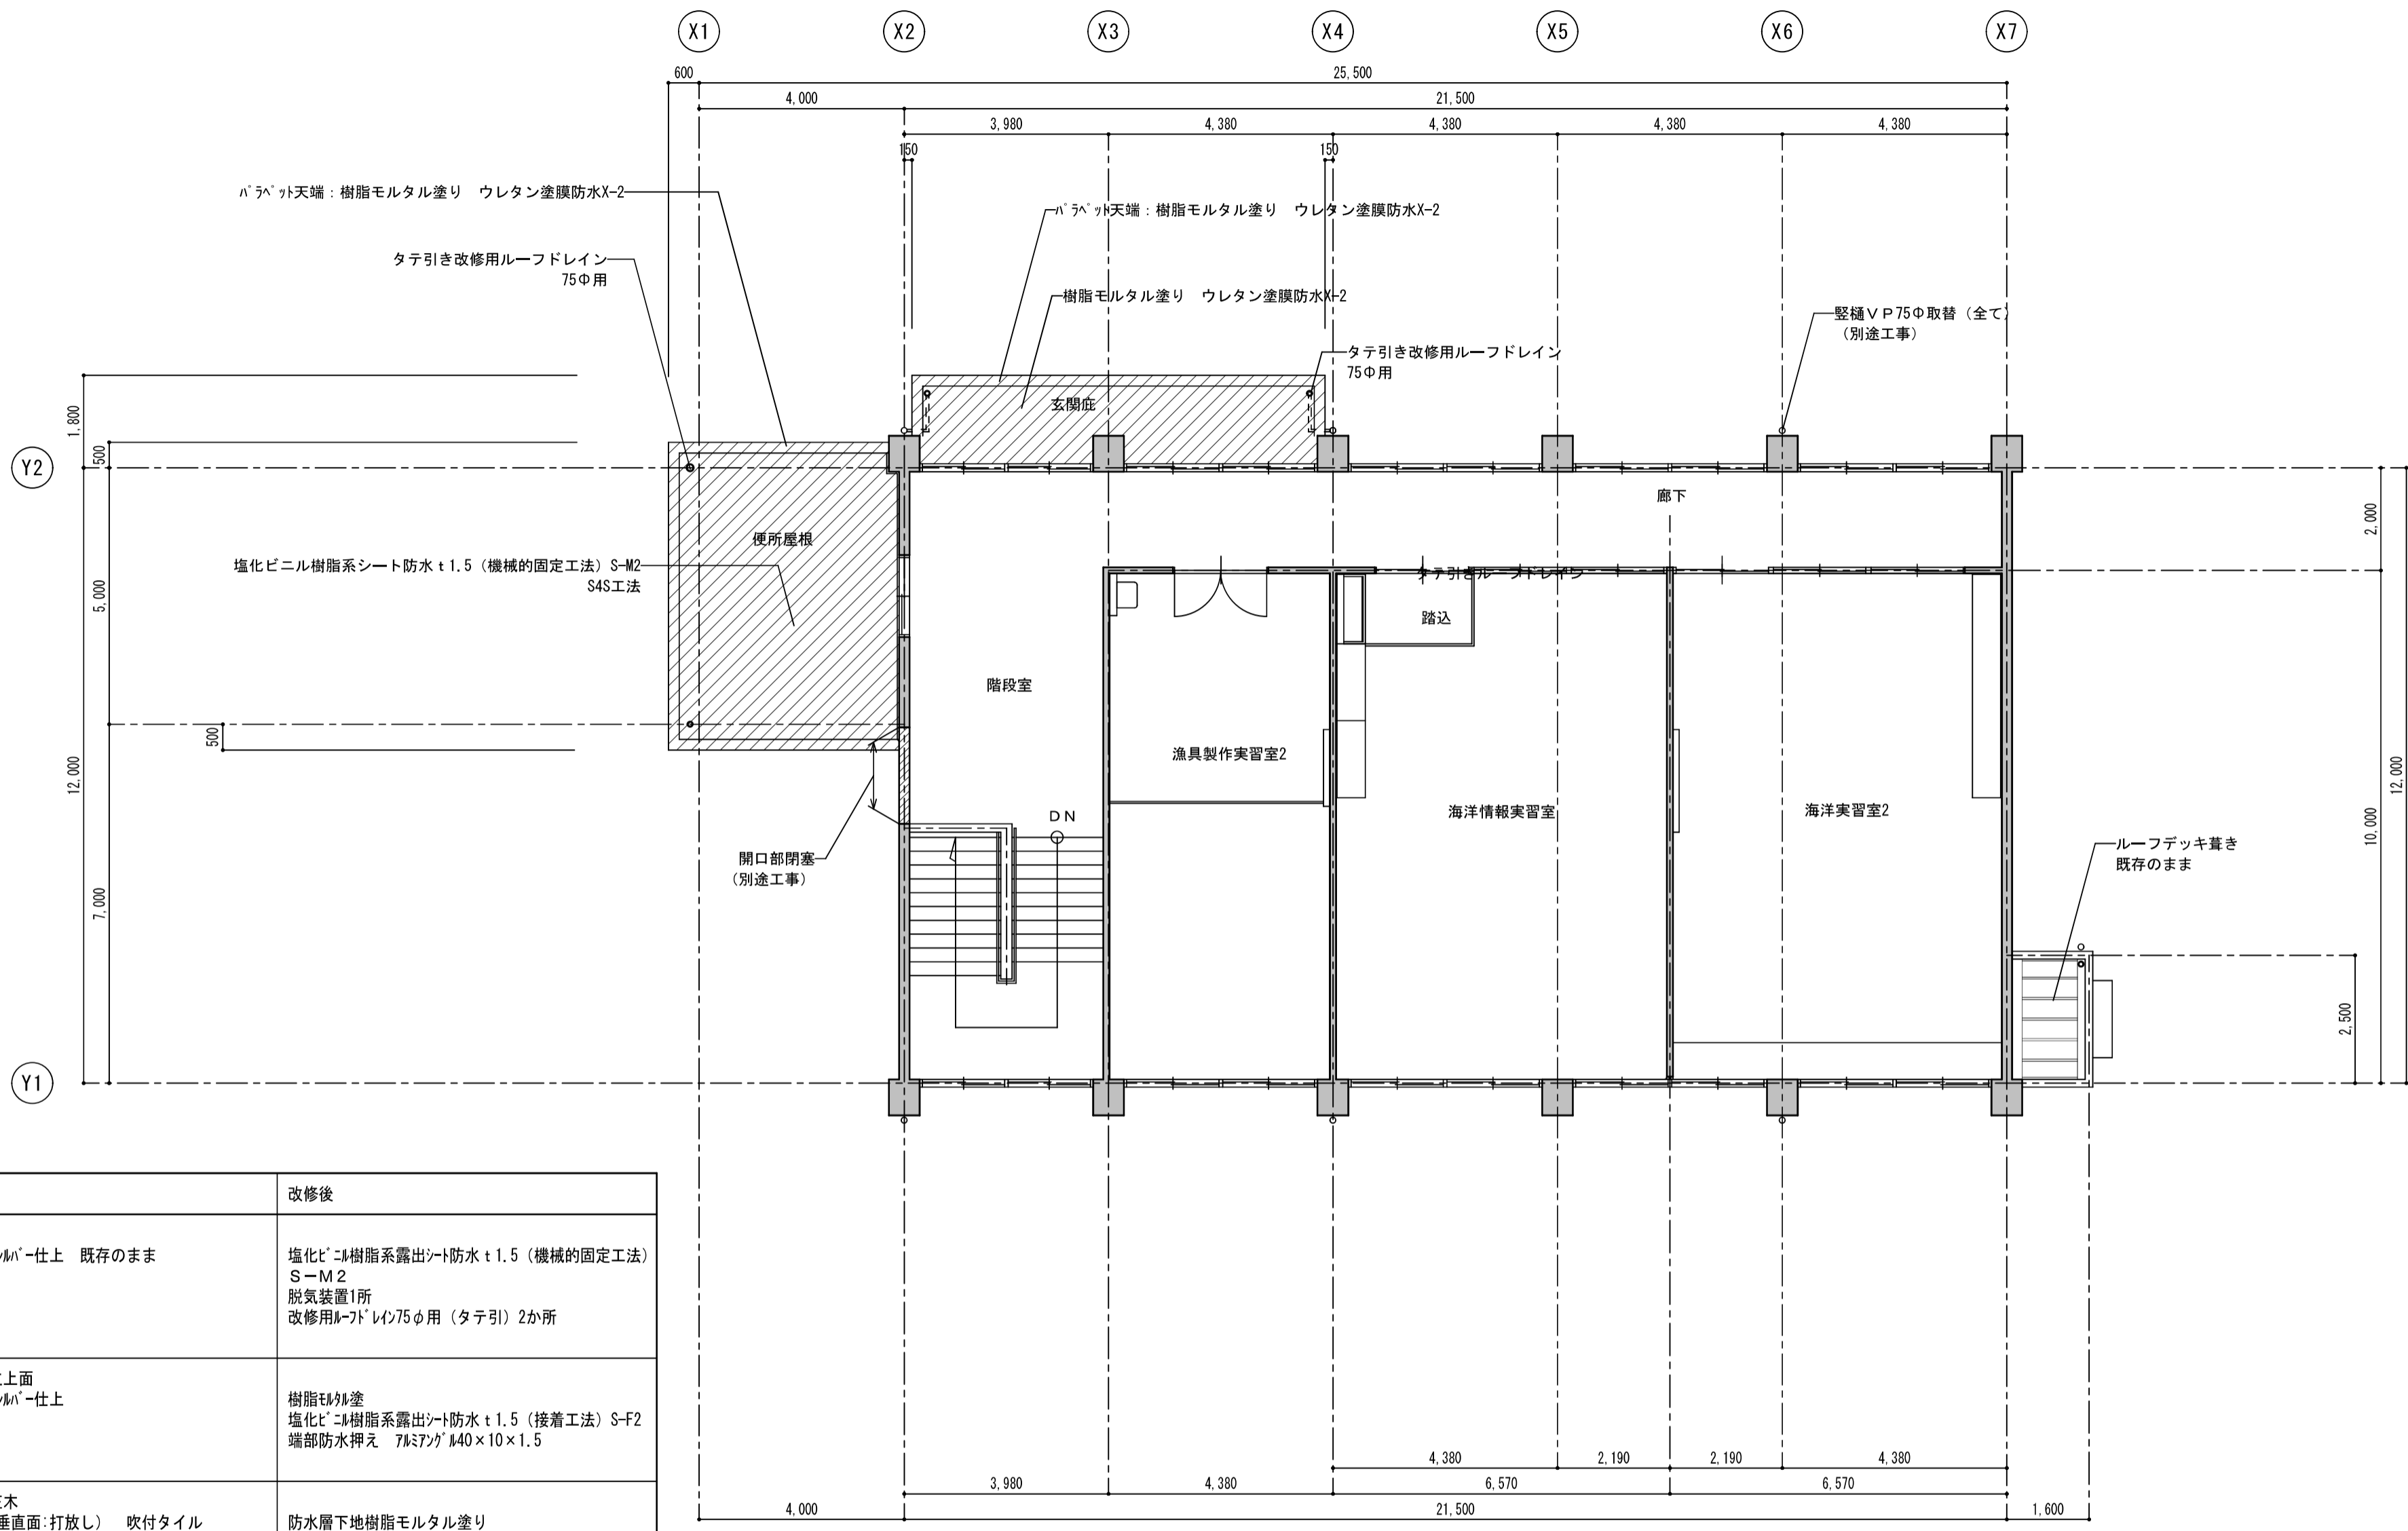 X1 X2 X3 X4 X5 X6 X7
600 25,500
4,000 21,500
3,980 4,380 4,380 4,380 4,380
150 150
パラペット天端：樹脂モルタル塗り　ウレタン塗膜防水X-2
パラペット天端：樹脂モルタル塗り　ウレタン塗膜防水X-2
タテ引き改修用ルーフドレイン
75Φ用
樹脂モルタル塗り　ウレタン塗膜防水X-2
竪樋ＶＰ75Φ取替（全て）
（別途工事）
タテ引き改修用ルーフドレイン
75Φ用
玄関庇
1,800
500
Y2
廊下
2,000
便所屋根
塩化ビニル樹脂系シート防水ｔ1.5（機械的固定工法）S-M2
S4S工法
タテ引きルーフドレイン
踏込
5,000
階段室
500
漁具製作実習室2
海洋情報実習室
海洋実習室2
12,000
12,000
10,000
ＤＮ
開口部閉塞
（別途工事）
ルーフデッキ葺き
既存のまま
7,000
2,500
Y1
改修後
ｼﾙﾊﾞｰ仕上　既存のまま
塩化ﾋﾞﾆﾙ樹脂系露出ｼｰﾄ防水ｔ1.5（機械的固定工法）
Ｓ－Ｍ２
脱気装置1所
改修用ﾙｰﾌﾄﾞﾚｲﾝ75φ用（タテ引）2か所
上面
ｼﾙﾊﾞｰ仕上
樹脂ﾓﾙﾀﾙ塗
塩化ﾋﾞﾆﾙ樹脂系露出ｼｰﾄ防水ｔ1.5（接着工法）S-F2
端部防水押え　ｱﾙﾐｱﾝｸﾞﾙ40×10×1.5
木
垂直面:打放し）　吹付タイル
防水層下地樹脂モルタル塗り
4,380 2,190 2,190 4,380
3,980 4,380 6,570 6,570
4,000 21,500 1,600